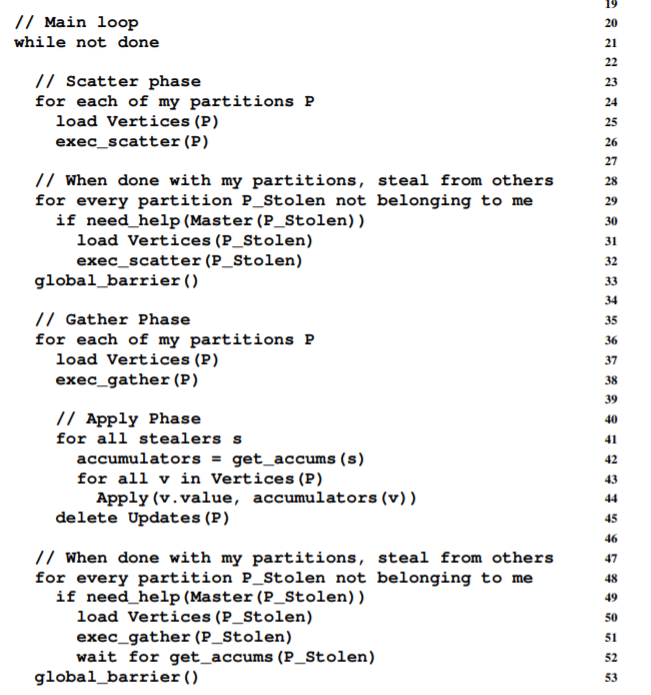 19
// Main loop 20
while not done 21
22
// Scatter phase 23
for each of my partitions P 24
load Vertices(P) 25
exec_scatter(P) 26
27
// When done with my partitions, steal from others 28
for every partition P_Stolen not belonging to me 29
if need_help(Master(P_Stolen)) 30
load Vertices(P_Stolen) 31
exec_scatter(P_Stolen) 32
global_barrier() 33
34
// Gather Phase 35
for each of my partitions P 36
load Vertices(P) 37
exec_gather(P) 38
39
// Apply Phase 40
for all stealers s 41
accumulators = get_accums(s) 42
for all v in Vertices(P) 43
Apply(v.value, accumulators(v)) 44
delete Updates(P) 45
46
// When done with my partitions, steal from others 47
for every partition P_Stolen not belonging to me 48
if need_help(Master(P_Stolen)) 49
load Vertices(P_Stolen) 50
exec_gather(P_Stolen) 51
wait for get_accums(P_Stolen) 52
global_barrier() 53